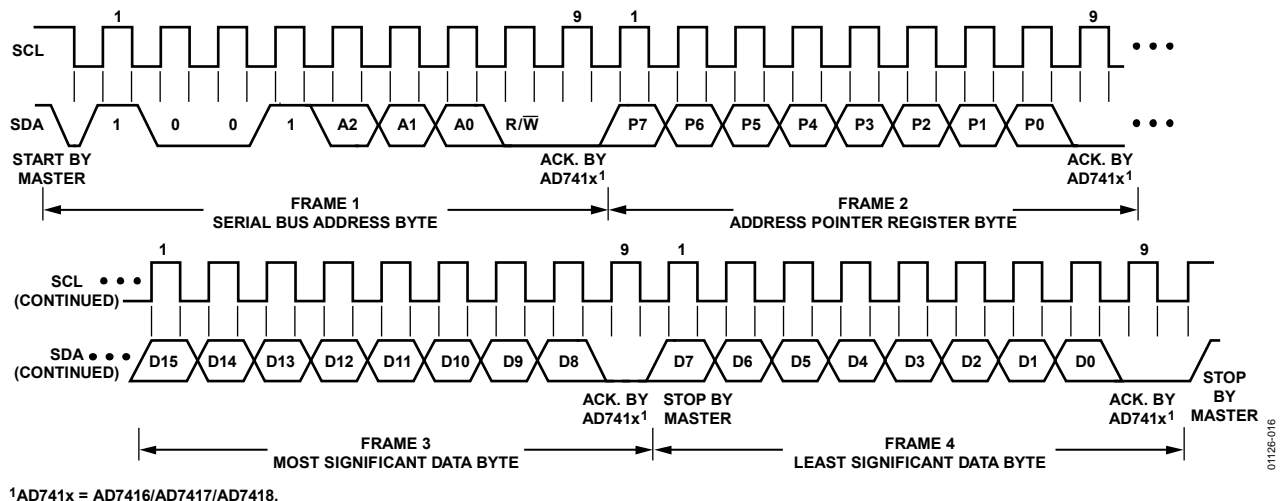 1 9 1 9
SCL
SDA 1 0 0 1 A2 A1 A0 R/W̅ P7 P6 P5 P4 P3 P2 P1 P0
START BY MASTER
ACK. BY AD741x1
ACK. BY AD741x1
FRAME 1
SERIAL BUS ADDRESS BYTE
FRAME 2
ADDRESS POINTER REGISTER BYTE
1 9 1 9
SCL
(CONTINUED)
SDA
(CONTINUED)
D15 D14 D13 D12 D11 D10 D9 D8 D7 D6 D5 D4 D3 D2 D1 D0
ACK. BY
AD741x1
STOP BY
MASTER
ACK. BY
AD741x1
STOP
BY
MASTER
FRAME 3
MOST SIGNIFICANT DATA BYTE
FRAME 4
LEAST SIGNIFICANT DATA BYTE
01126-016
1AD741x = AD7416/AD7417/AD7418.